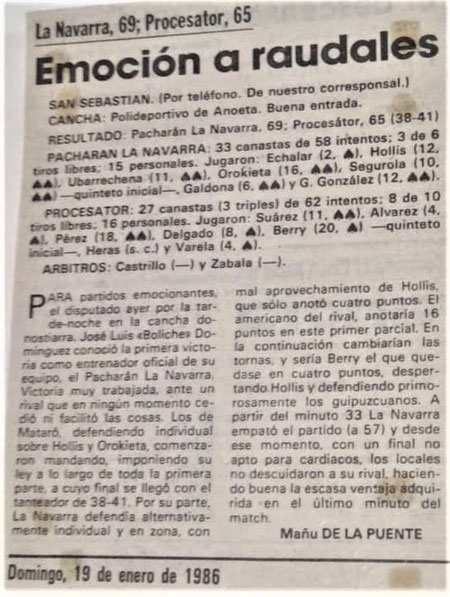 La Navarra, 69; Procesator, 65
Emoción a raudales
SAN SEBASTIAN. (Por teléfono. De nuestro corresponsal.)
CANCHA: Polideportivo de Anoeta. Buena entrada.
RESULTADO: Pacharán La Navarra, 69; Procesátor, 65 (38-41)
PACHARAN LA NAVARRA: 33 canastas de 58 intentos; 3 de 6
tiros libres; 15 personales. Jugaron: Echalar (2, ▲), Hollis (12,
▲▲), Ubarrechena (11, ▲▲), Orokieta (16, ▲▲), Segurola (10,
▲▲) —quinteto inicial—, Galdona (6, ▲▲) y G. González (12, ▲▲).
PROCESATOR: 27 canastas (3 triples) de 62 intentos; 8 de 10
tiros libres; 16 personales. Jugaron: Suárez (11, ▲▲), Alvarez (4,
▲), Pérez (18, ▲▲), Delgado (8, ▲), Berry (20, ▲) —quinteto
inicial—, Heras (s. c.) y Varela (4, ▲).
ARBITROS: Castrillo (—) y Zabala (—).
PARA partidos emocionantes,
el disputado ayer por la tar-
de-noche en la cancha do-
nostiarra. José Luis «Boliche» Do-
mínguez conoció la primera victo-
ria como entrenador oficial de su
equipo, el Pacharán La Navarra.
Victoria muy trabajada, ante un
rival que en ningún momento ce-
dió ni facilitó las cosas. Los de
Mataró, defendiendo individual
sobre Hollis y Orokieta, comenza-
ron mandando, imponiendo su
ley a lo largo de toda la primera
parte, a cuyo final se llegó con el
tanteador de 38-41. Por su parte,
La Navarra defendía alternativa-
mente individual y en zona, con
mal aprovechamiento de Hollis,
que sólo anotó cuatro puntos. El
americano del rival, anotaría 16
puntos en este primer parcial. En
la continuación cambiarían las
tornas, y sería Berry el que que-
dase en cuatro puntos, desper-
tando Hollis y defendiendo primo-
rosamente los guipuzcuanos. A
partir del minuto 33 La Navarra
empató el partido (a 57) y desde
ese momento, con un final no
apto para cardiacos, los locales
no descuidaron a su rival, hacien-
do buena la escasa ventaja adqui-
rida en el último minuto del
match.
Mañu DE LA PUENTE
Domingo, 19 de enero de 1986